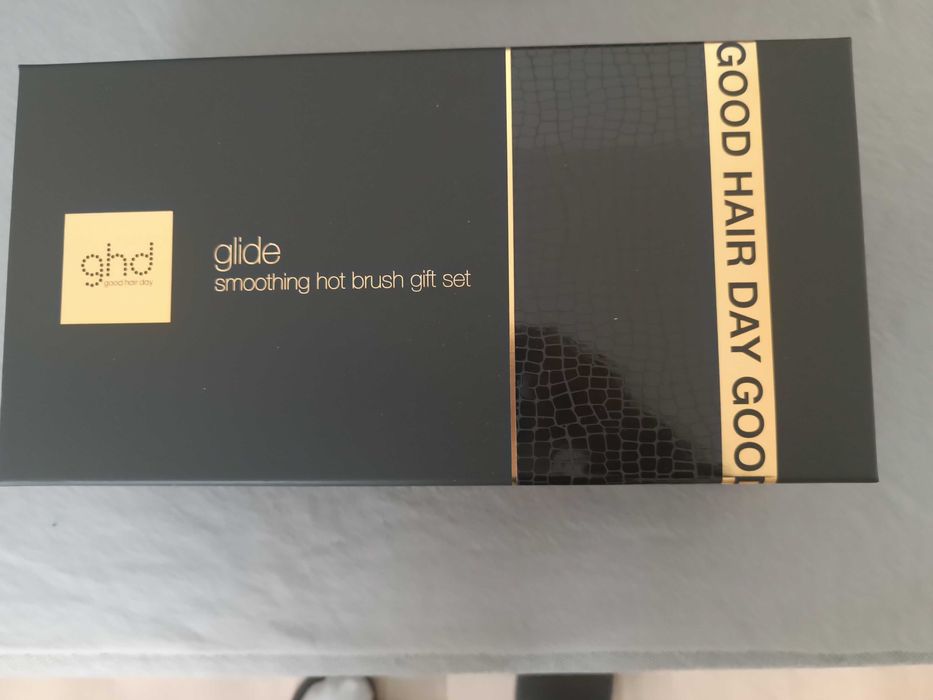 ghd
good hair day
glide
smoothing hot brush gift set
GOOD HAIR DAY GOOD